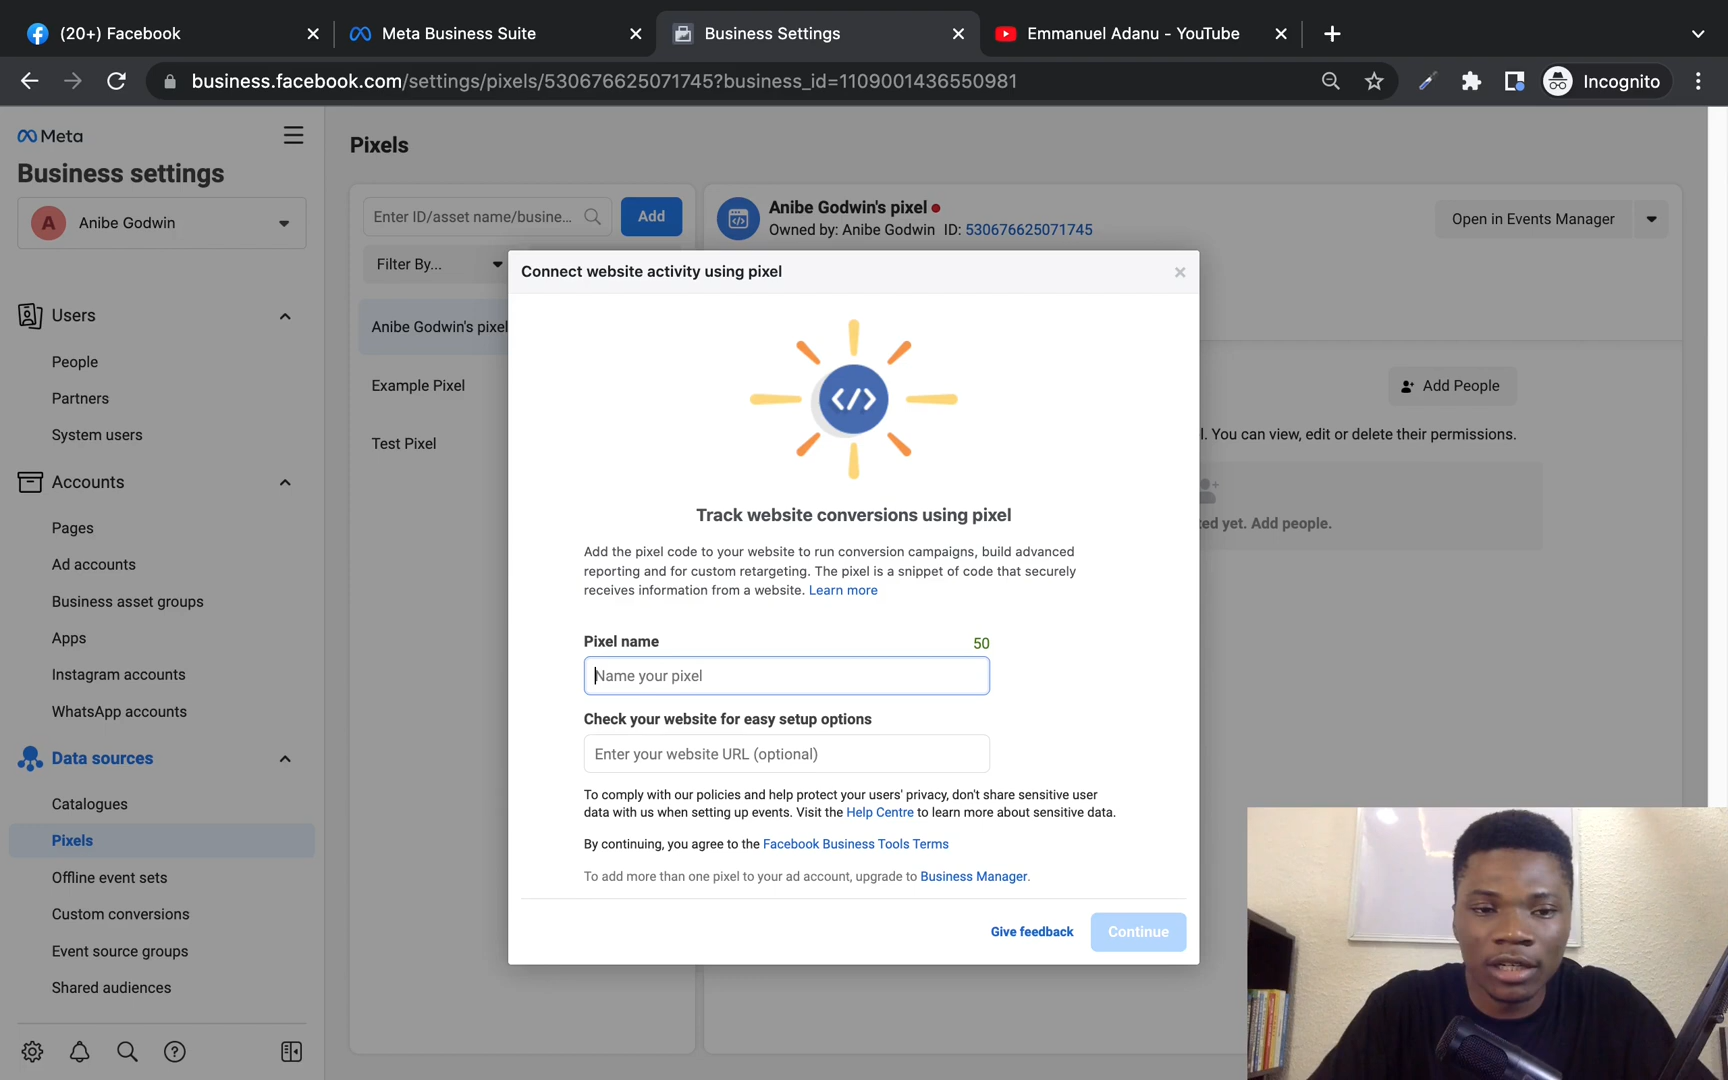 (20+) Facebook
Meta Business Suite
Business Settings
Emmanuel Adanu - YouTube
business.facebook.com/settings/pixels/530676625071745?business_id=1109001436550981
Incognito
Meta
Business settings
A
Anibe Godwin
Users
People
Partners
System users
Accounts
Pages
Ad accounts
Business asset groups
Apps
Instagram accounts
WhatsApp accounts
Data sources
Catalogues
Pixels
Offline event sets
Custom conversions
Event source groups
Shared audiences
Pixels
Enter ID/asset name/busine...
Add
Filter By...
Anibe Godwin's pixel
Example Pixel
Test Pixel
Anibe Godwin's pixel
Owned by: Anibe Godwin ID: 530676625071745
Open in Events Manager
Add People
l. You can view, edit or delete their permissions.
ted yet. Add people.
Connect website activity using pixel
Track website conversions using pixel
Add the pixel code to your website to run conversion campaigns, build advanced
reporting and for custom retargeting. The pixel is a snippet of code that securely
receives information from a website. Learn more
Pixel name
50
Name your pixel
Check your website for easy setup options
Enter your website URL (optional)
To comply with our policies and help protect your users' privacy, don't share sensitive user
data with us when setting up events. Visit the Help Centre to learn more about sensitive data.
By continuing, you agree to the Facebook Business Tools Terms
To add more than one pixel to your ad account, upgrade to Business Manager.
Give feedback
Continue